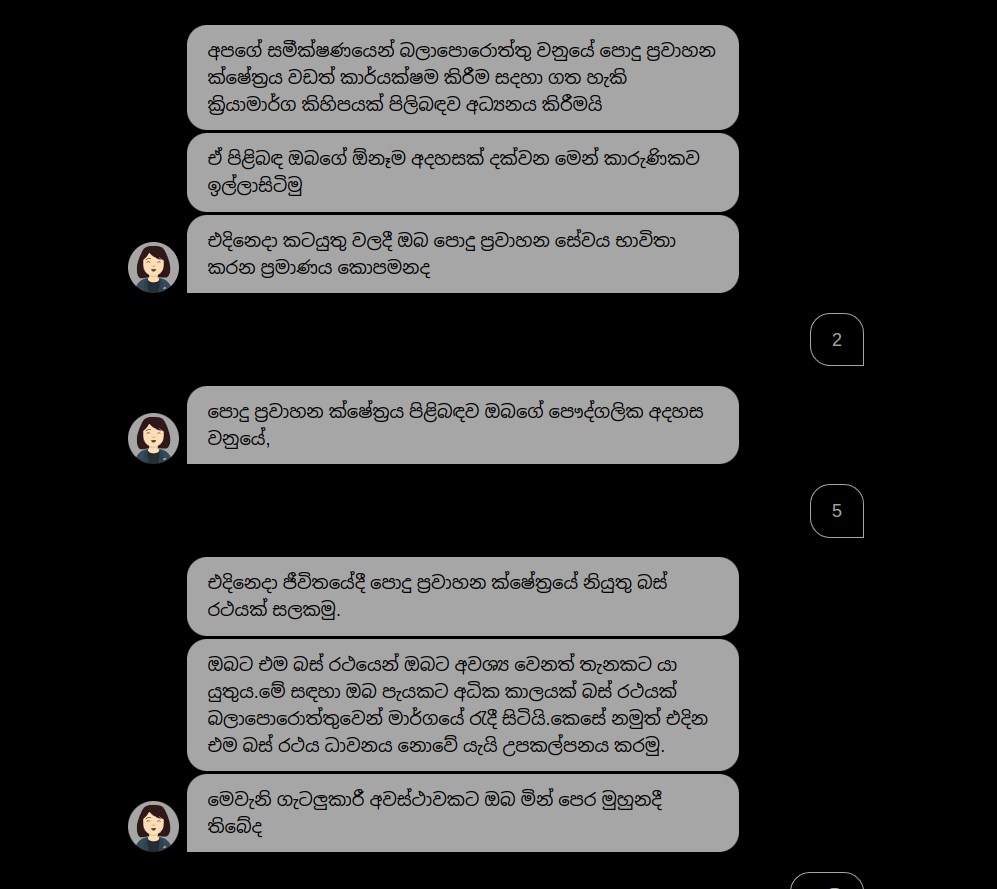 අපගේ සමීක්ෂණයෙන් බලාපොරොත්තු වනුයේ පොදු ප්‍රවාහන
ක්ෂේත්‍රය වඩත් කාර්යක්ෂම කිරීම සදහා ගත හැකි
ක්‍රියාමාර්ග කිහිපයක් පිලිබඳව අධ්‍යනය කිරීමයි
ඒ පිළිබඳ ඔබගේ ඕනෑම අදහසක් දක්වන මෙන් කාරුණිකව
ඉල්ලාසිටිමු
එදිනෙදා කටයුතු වලදී ඔබ පොදු ප්‍රවාහන සේවය භාවිතා
කරන ප්‍රමාණය කොපමනද
2
පොදු ප්‍රවාහන ක්ෂේත්‍රය පිළිබඳව ඔබගේ පෞද්ගලික අදහස
වනුයේ,
5
එදිනෙදා ජීවිතයේදී පොදු ප්‍රවාහන ක්ෂේත්‍රයේ නියුතු බස්
රථයක් සලකමු.
ඔබට එම බස් රථයෙන් ඔබට අවශ්‍ය වෙනත් තැනකට යා
යුතුය.මේ සඳහා ඔබ පැයකට අධික කාලයක් බස් රථයක්
බලාපොරොත්තුවෙන් මාර්ගයේ රැදී සිටියි.කෙසේ නමුත් එදින
එම බස් රථය ධාවනය නොවේ යැයි උපකල්පනය කරමු.
මෙවැනි ගැටලුකාරී අවස්ථාවකට ඔබ මින් පෙර මුහුනදී
තිබේද